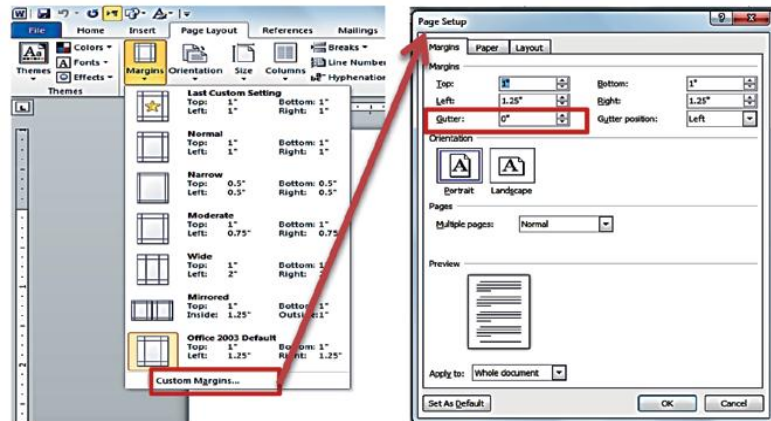 File Home Insert Page Layout References Mailings
Colors
Fonts
Effects
Themes
Margins Orientation Size Columns
Breaks
Line Number
Hyphenation
Themes
Last Custom Setting
Top: 1" Bottom: 1"
Left: 1" Right: 1"
Normal
Top: 1" Bottom: 1"
Left: 1" Right: 1"
Narrow
Top: 0.5" Bottom: 0.5"
Left: 0.5" Right: 0.5"
Moderate
Top: 1" Bottom: 1"
Left: 0.75" Right: 0.75
Wide
Top: 1" Bottom: 1
Left: 2" Right:
Mirrored
Top: 1" Bottom: 1"
Inside: 1.25" Outside: 1"
Office 2003 Default
Top: 1" Bottom: 1"
Left: 1.25" Right: 1.25"
Custom Margins...
Page Setup
Margins Paper Layout
Margins
Top: 1" Bottom: 1"
Left: 1.25" Right: 1.25"
Gutter: 0" Gutter position: Left
Orientation
Portrait Landscape
Pages
Multiple pages: Normal
Preview
Apply to: Whole document
Set As Default OK Cancel